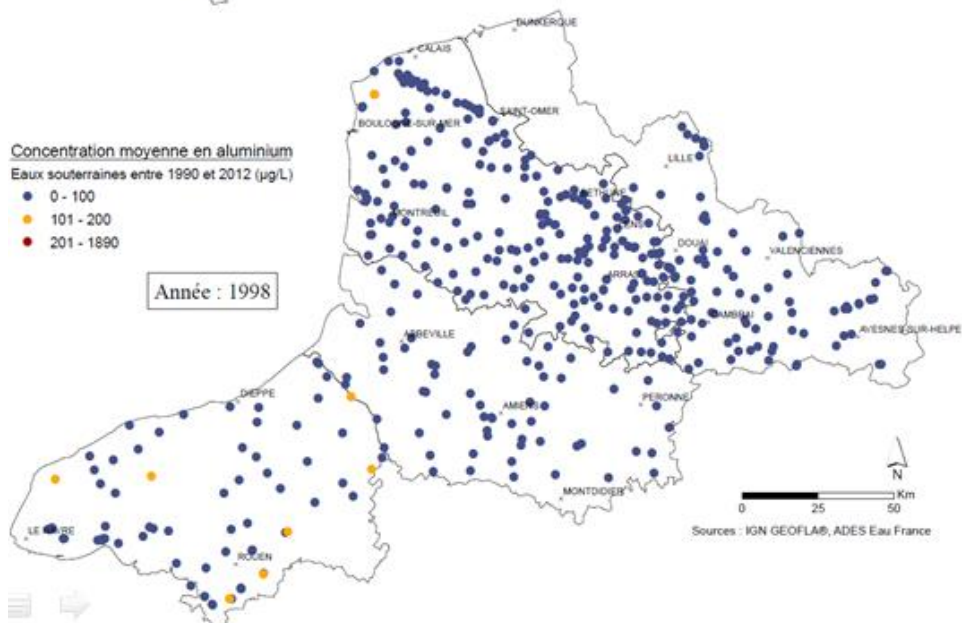 DUNKERQUE
CALAIS
SAINT-OMER
BOULOGNE-SUR-MER
LILLE
Concentration moyenne en aluminium
Eaux souterraines entre 1990 et 2012 (µg/L)
0 - 100
101 - 200
201 - 1890
BETHUNE
MONTREUIL
LENS
DOUAI
VALENCIENNES
ARRAS
Année : 1998
CAMBRAI
AVESNES-SUR-HELPE
ABBEVILLE
DIEPPE
AMIENS
PERONNE
MONTDIDIER
N
Km
0 25 50
Sources : IGN GEOFLA®, ADES Eau France
LE HAVRE
ROUEN